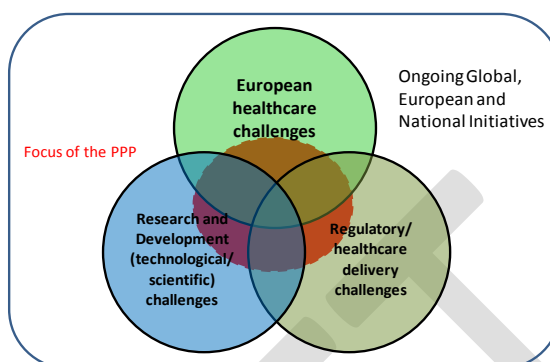 European
healthcare
challenges
Ongoing Global,
European and
National Initiatives
Focus of the PPP
Research and
Development
(technological/
scientific)
challenges
Regulatory/
healthcare
delivery
challenges